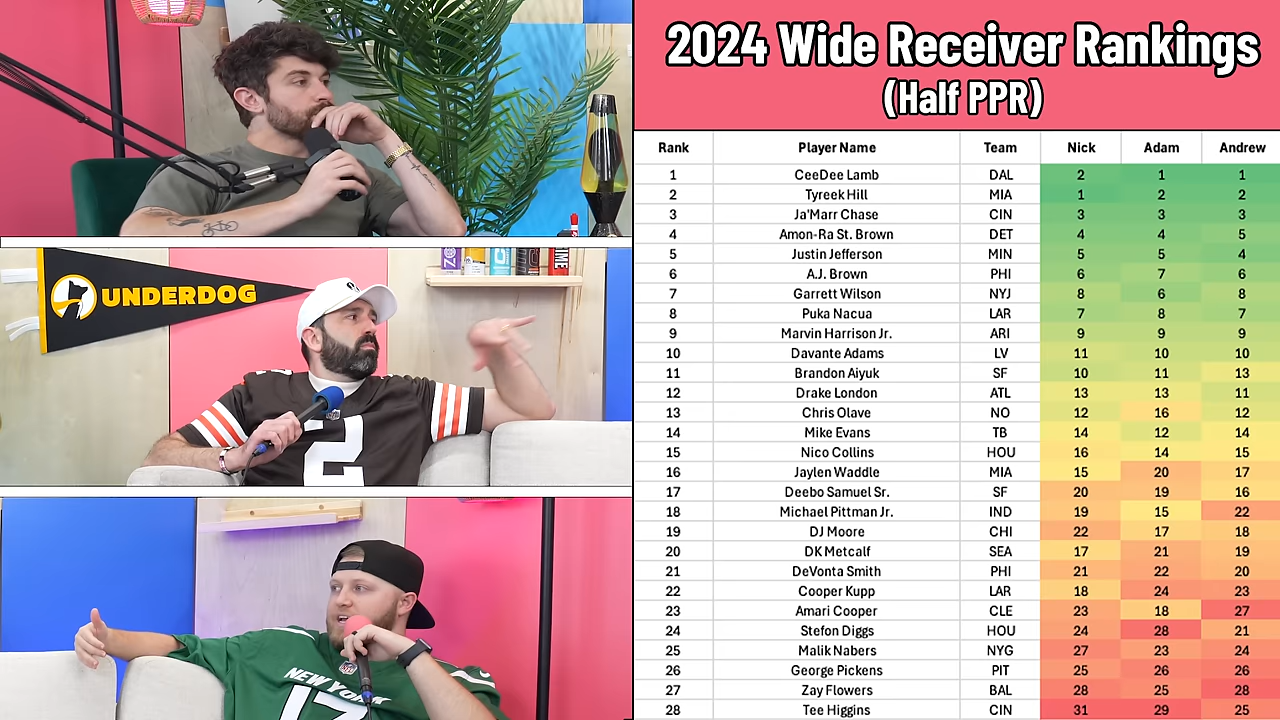 2024 Wide Receiver Rankings
(Half PPR)
Rank Player Name Team Nick Adam Andrew
1 CeeDee Lamb DAL 2 1 1
2 Tyreek Hill MIA 1 2 2
3 Ja'Marr Chase CIN 3 3 3
4 Amon-Ra St. Brown DET 4 4 5
5 Justin Jefferson MIN 5 5 4
6 A.J. Brown PHI 6 7 6
7 Garrett Wilson NYJ 8 6 8
8 Puka Nacua LAR 7 8 7
9 Marvin Harrison Jr. ARI 9 9 9
10 Davante Adams LV 11 10 10
11 Brandon Aiyuk SF 10 11 13
12 Drake London ATL 13 13 11
13 Chris Olave NO 12 16 12
14 Mike Evans TB 14 12 14
15 Nico Collins HOU 16 14 15
16 Jaylen Waddle MIA 15 20 17
17 Deebo Samuel Sr. SF 20 19 16
18 Michael Pittman Jr. IND 19 15 22
19 DJ Moore CHI 22 17 18
20 DK Metcalf SEA 17 21 19
21 DeVonta Smith PHI 21 22 20
22 Cooper Kupp LAR 18 24 23
23 Amari Cooper CLE 23 18 27
24 Stefon Diggs HOU 24 28 21
25 Malik Nabers NYG 27 23 24
26 George Pickens PIT 25 26 26
27 Zay Flowers BAL 28 25 28
28 Tee Higgins CIN 31 29 25
UNDERDOG
2
NEW YORK
17